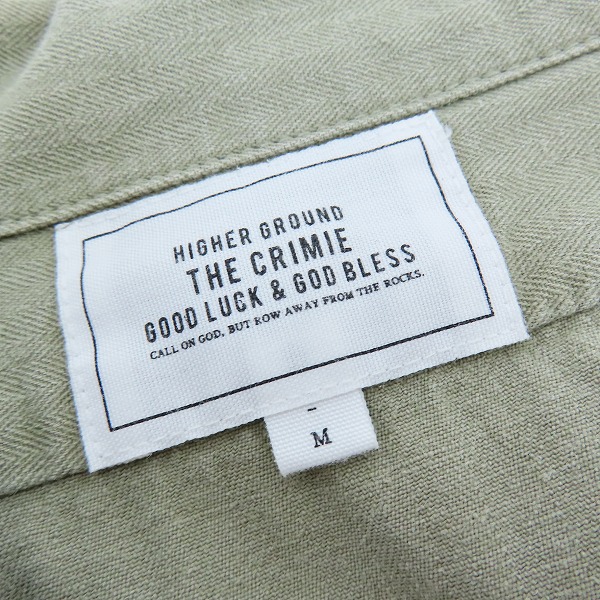 HIGHER GROUND
THE CRIMIE
GOOD LUCK & GOD BLESS
CALL ON GOD, BUT ROW AWAY FROM THE ROCKS.
M